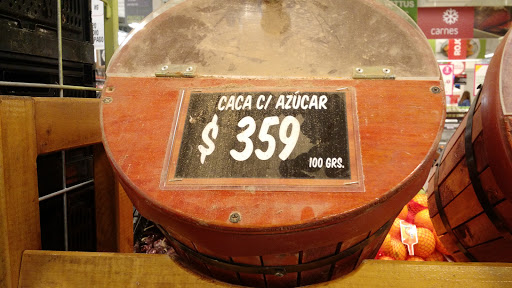 CACA C/ AZÚCAR
$ 359
100 GRS.
carnes